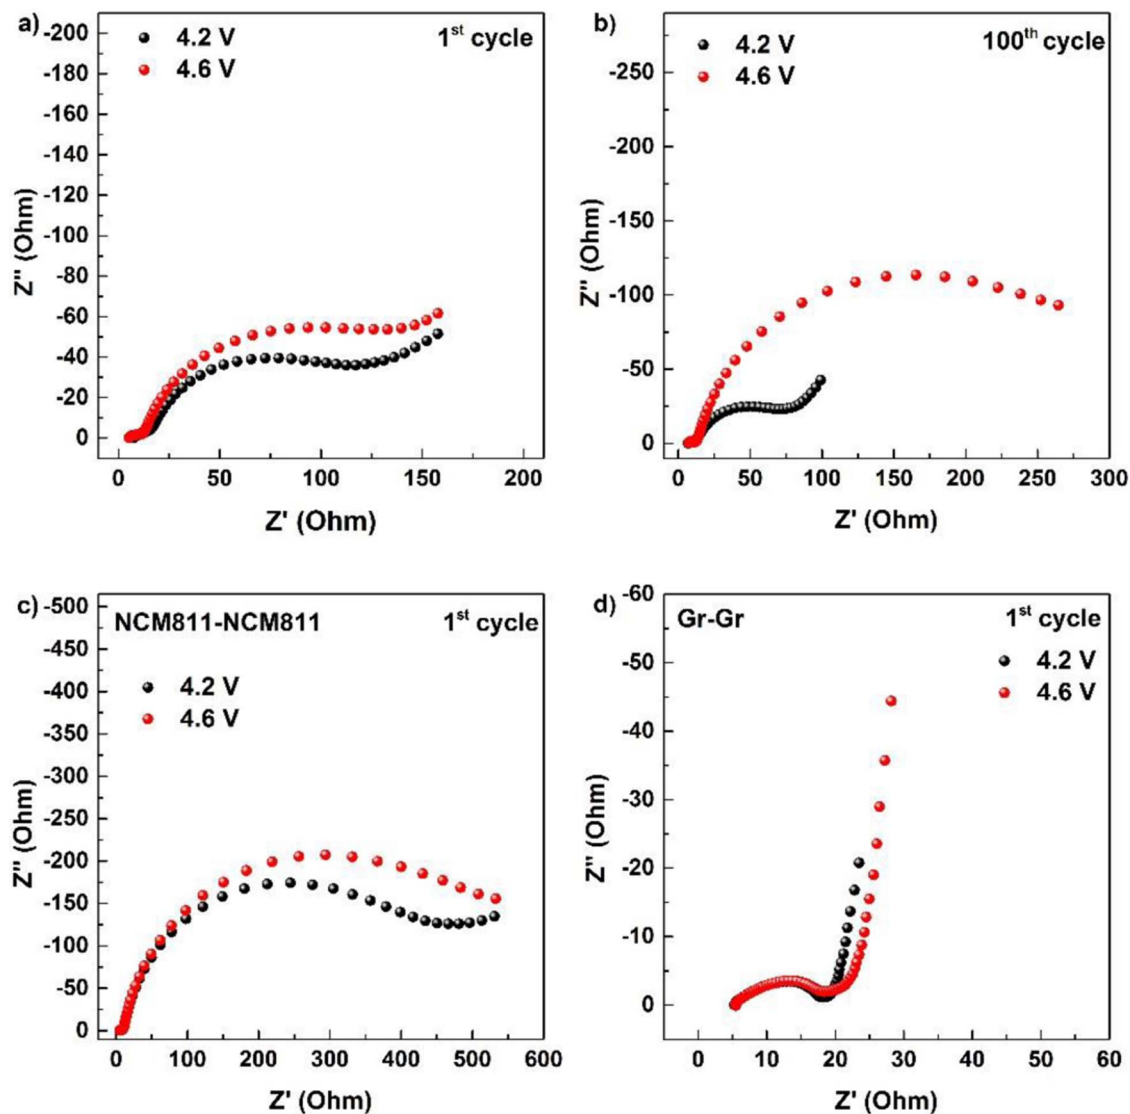 a)
4.2 V
4.6 V
1st cycle
-200
-180
-160
-140
-120
-100
-80
-60
-40
-20
0
Z'' (Ohm)
0 50 100 150 200
Z' (Ohm)
b)
4.2 V
4.6 V
100th cycle
-250
-200
-150
-100
-50
0
Z'' (Ohm)
0 50 100 150 200 250 300
Z' (Ohm)
c)
NCM811-NCM811
1st cycle
4.2 V
4.6 V
-500
-450
-400
-350
-300
-250
-200
-150
-100
-50
0
Z'' (Ohm)
0 100 200 300 400 500 600
Z' (Ohm)
d)
Gr-Gr
1st cycle
4.2 V
4.6 V
-60
-50
-40
-30
-20
-10
0
Z'' (Ohm)
0 10 20 30 40 50 60
Z' (Ohm)